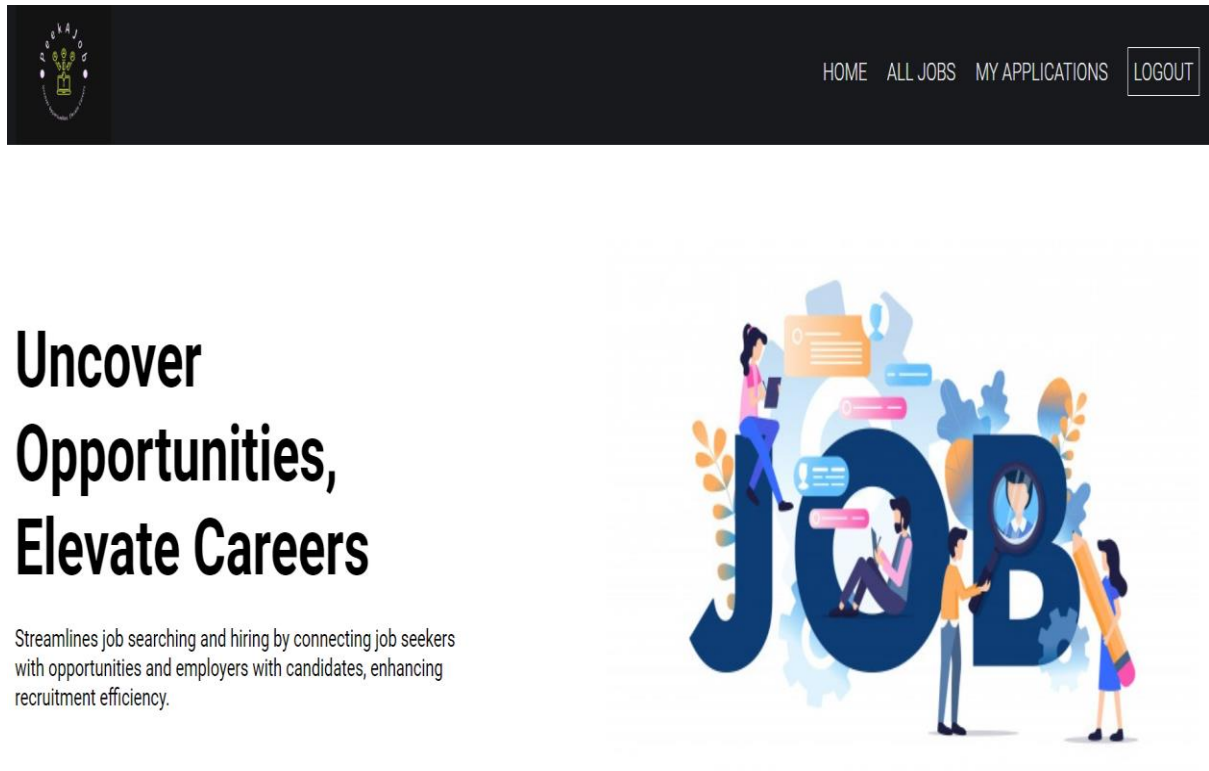 PeekAJob
HOME ALL JOBS MY APPLICATIONS LOGOUT
Uncover
Opportunities,
Elevate Careers
Streamlines job searching and hiring by connecting job seekers
with opportunities and employers with candidates, enhancing
recruitment efficiency.
JOB